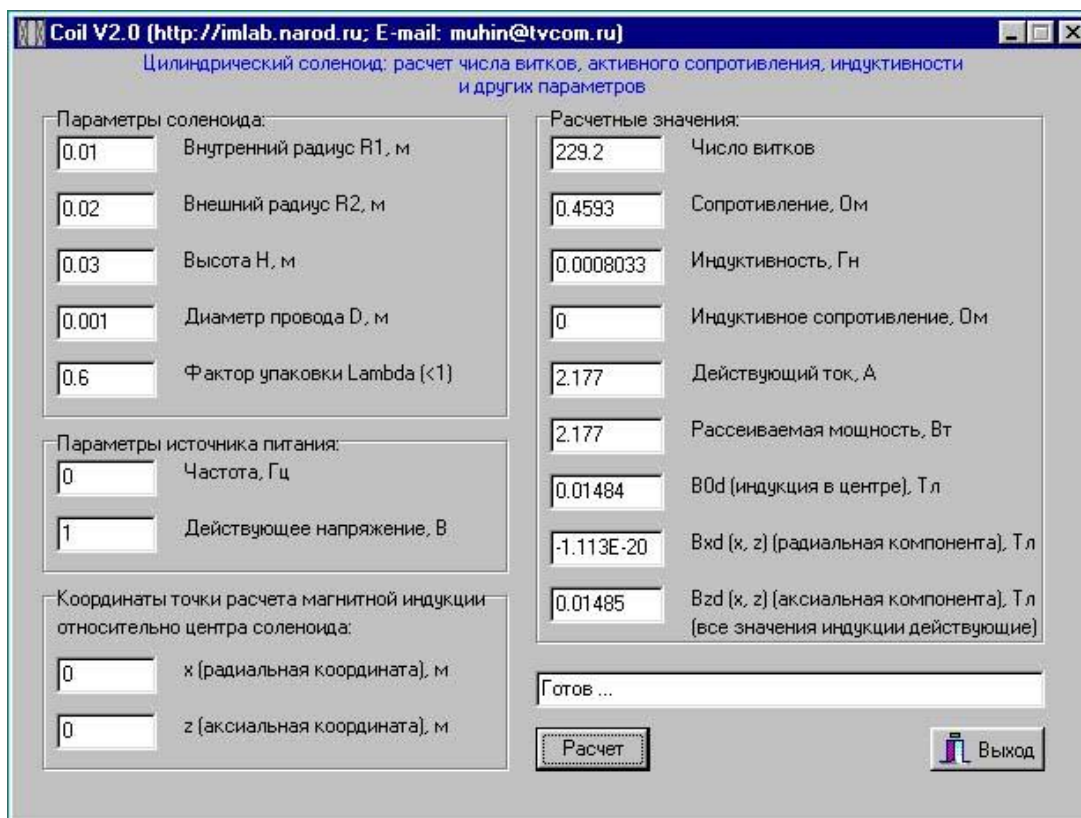 Coil V2.0 (http://imlab.narod.ru; E-mail: muhin@tvcom.ru)
Цилиндрический соленоид: расчет числа витков, активного сопротивления, индуктивности
и других параметров
Параметры соленоида:
0.01 Внутренний радиус R1, м
0.02 Внешний радиус R2, м
0.03 Высота H, м
0.001 Диаметр провода D, м
0.6 Фактор упаковки Lambda (<1)
Параметры источника питания:
0 Частота, Гц
1 Действующее напряжение, В
Координаты точки расчета магнитной индукции
относительно центра соленоида:
0 x (радиальная координата), м
0 z (аксиальная координата), м
Расчетные значения:
229.2 Число витков
0.4593 Сопротивление, Ом
0.0008033 Индуктивность, Гн
0 Индуктивное сопротивление, Ом
2.177 Действующий ток, А
2.177 Рассеиваемая мощность, Вт
0.01484 B0d (индукция в центре), Тл
-1.113E-20 Bxd (x, z) (радиальная компонента), Тл
0.01485 Bzd (x, z) (аксиальная компонента), Тл
(все значения индукции действующие)
Готов ...
Расчет
Выход